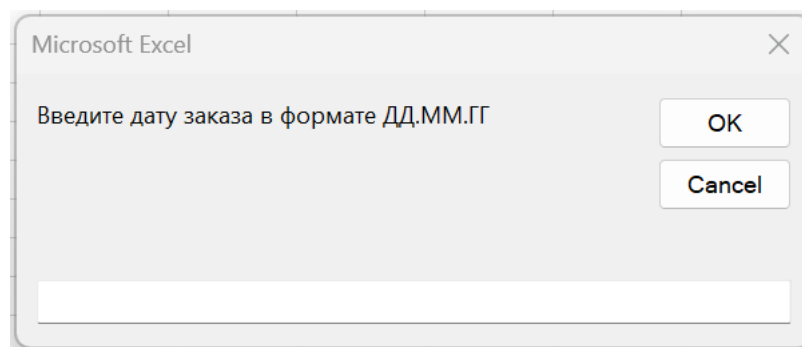 Microsoft Excel
Введите дату заказа в формате ДД.ММ.ГГ
OK
Cancel